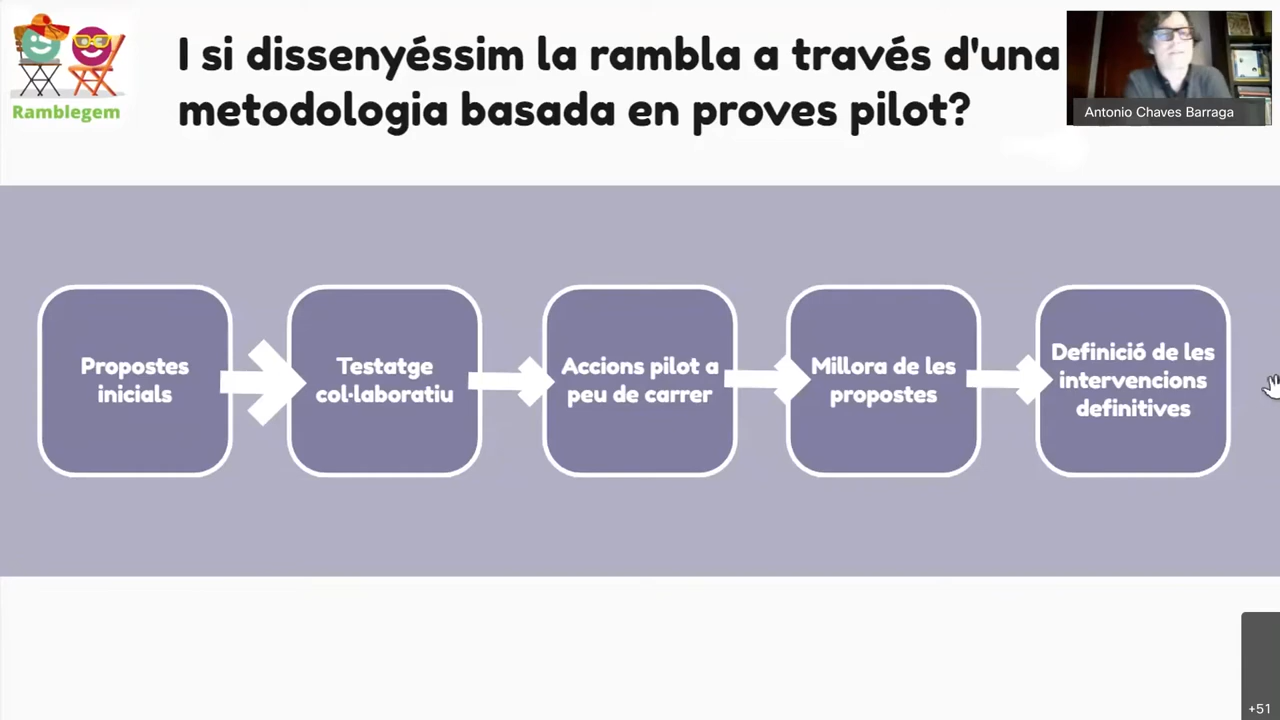 Ramblegem
I si dissenyéssim la rambla a través d'una
metodologia basada en proves pilot?
Antonio Chaves Barraga
Propostes
inicials
Testatge
col·laboratiu
Accions pilot a
peu de carrer
Millora de les
propostes
Definició de les
intervencions
definitives
+51